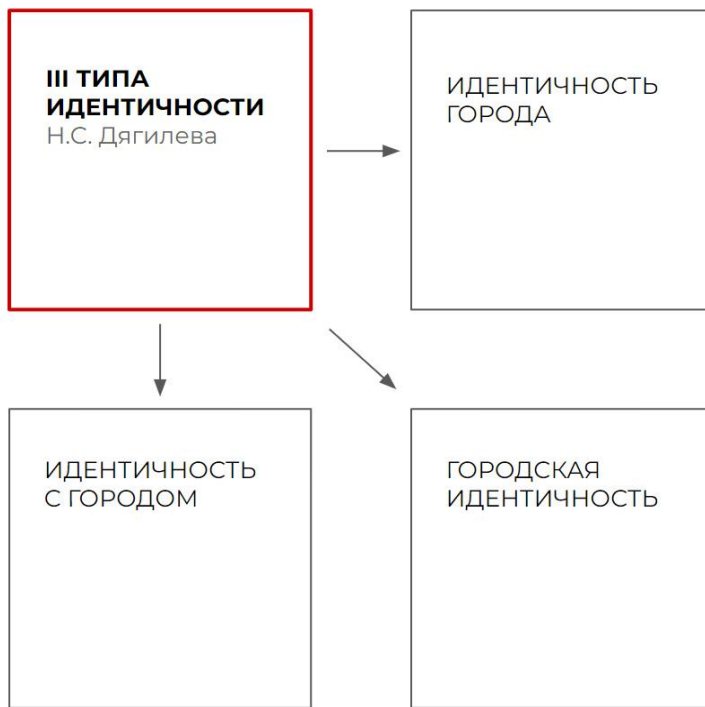 III ТИПА
ИДЕНТИЧНОСТИ
Н.С. Дягилева
ИДЕНТИЧНОСТЬ
ГОРОДА
ИДЕНТИЧНОСТЬ
С ГОРОДОМ
ГОРОДСКАЯ
ИДЕНТИЧНОСТЬ